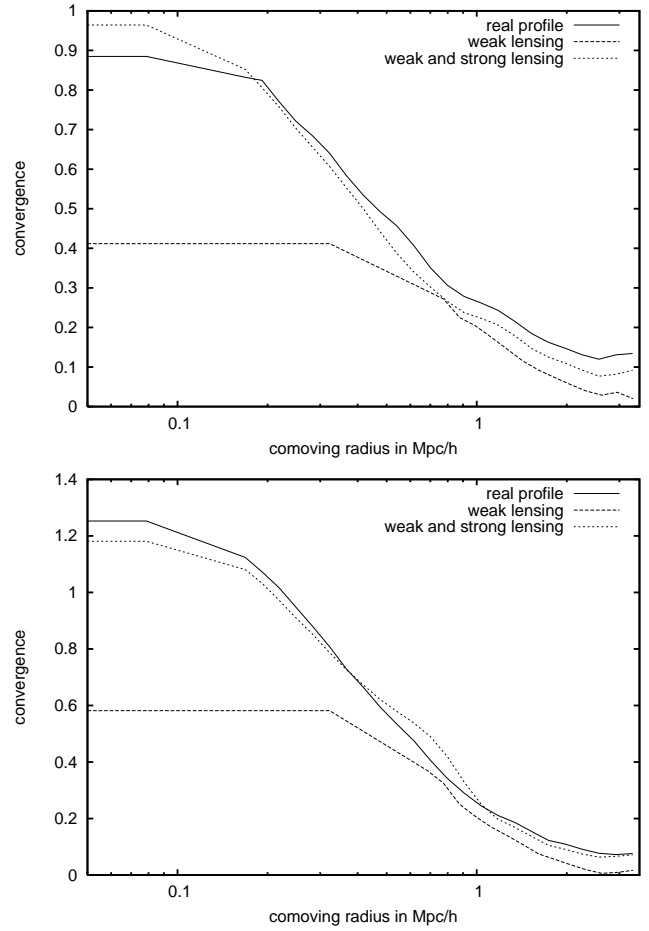 1
0.9
0.8
0.7
0.6
0.5
0.4
0.3
0.2
0.1
0
convergence
real profile
weak lensing
weak and strong lensing
0.1 1
comoving radius in Mpc/h
1.4
1.2
1
0.8
0.6
0.4
0.2
0
convergence
real profile
weak lensing
weak and strong lensing
0.1 1
comoving radius in Mpc/h